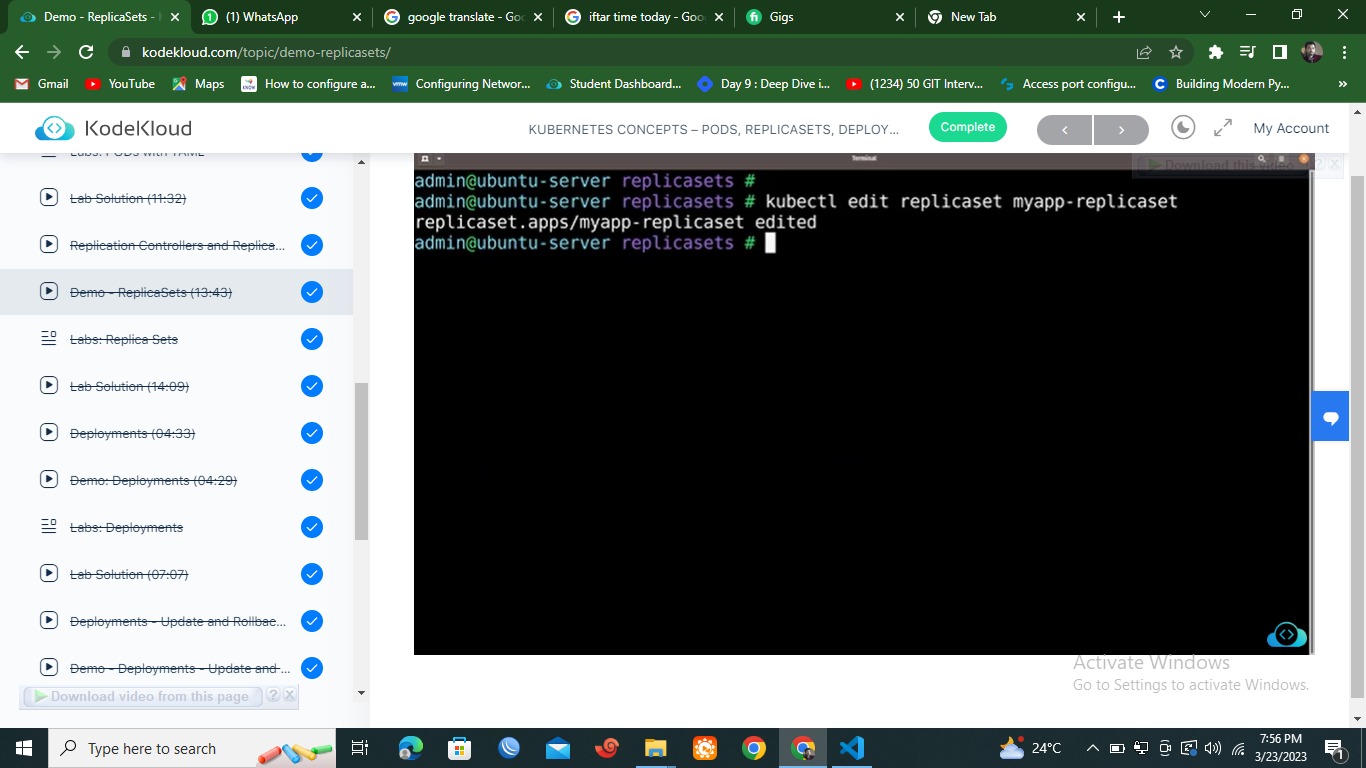 Demo - ReplicaSets -
(1) WhatsApp
google translate - Goo
iftar time today - Goo
Gigs
New Tab
kodekloud.com/topic/demo-replicasets/
Gmail
YouTube
Maps
How to configure a...
Configuring Networ...
Student Dashboard...
Day 9 : Deep Dive i...
(1234) 50 GIT Interv...
Access port configu...
Building Modern Py...
»
KodeKloud
KUBERNETES CONCEPTS – PODS, REPLICASETS, DEPLOY...
Complete
My Account
Labs: PODs with YAML
Lab Solution (11:32)
Replication Controllers and Replica...
Demo - ReplicaSets (13:43)
Labs: Replica Sets
Lab Solution (14:09)
Deployments (04:33)
Demo: Deployments (04:29)
Labs: Deployments
Lab Solution (07:07)
Deployments - Update and Rollbac...
Demo - Deployments - Update and ...
Download video from this page
Terminal
Download this video
admin@ubuntu-server replicasets #
admin@ubuntu-server replicasets # kubectl edit replicaset myapp-replicaset
replicaset.apps/myapp-replicaset edited
admin@ubuntu-server replicasets #
Activate Windows
Go to Settings to activate Windows.
Type here to search
24°C
7:56 PM
3/23/2023
1